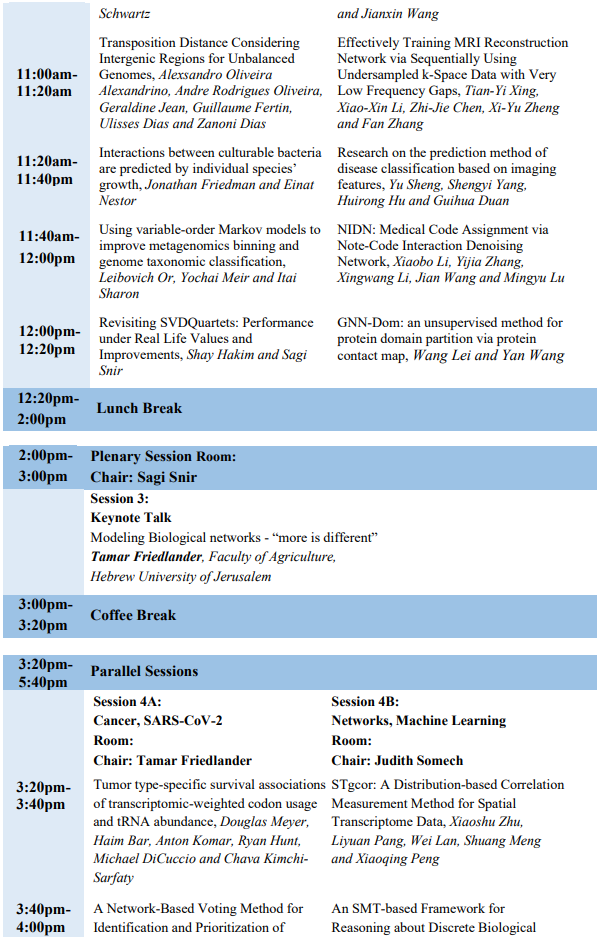 Schwartz
and Jianxin Wang
11:00am-
11:20am
Transposition Distance Considering
Intergenic Regions for Unbalanced
Genomes, Alexsandro Oliveira
Alexandrino, Andre Rodrigues Oliveira,
Geraldine Jean, Guillaume Fertin,
Ulisses Dias and Zanoni Dias
Effectively Training MRI Reconstruction
Network via Sequentially Using
Undersampled k-Space Data with Very
Low Frequency Gaps, Tian-Yi Xing,
Xiao-Xin Li, Zhi-Jie Chen, Xi-Yu Zheng
and Fan Zhang
11:20am-
11:40pm
Interactions between culturable bacteria
are predicted by individual species'
growth, Jonathan Friedman and Einat
Nestor
Research on the prediction method of
disease classification based on imaging
features, Yu Sheng, Shengyi Yang,
Huirong Hu and Guihua Duan
11:40am-
12:00pm
Using variable-order Markov models to
improve metagenomics binning and
genome taxonomic classification,
Leibovich Or, Yochai Meir and Itai
Sharon
NIDN: Medical Code Assignment via
Note-Code Interaction Denoising
Network, Xiaobo Li, Yijia Zhang,
Xingwang Li, Jian Wang and Mingyu Lu
12:00pm-
12:20pm
Revisiting SVDQuartets: Performance
under Real Life Values and
Improvements, Shay Hakim and Sagi
Snir
GNN-Dom: an unsupervised method for
protein domain partition via protein
contact map, Wang Lei and Yan Wang
12:20pm-
2:00pm
Lunch Break
2:00pm-
3:00pm
Plenary Session Room:
Chair: Sagi Snir
Session 3:
Keynote Talk
Modeling Biological networks - “more is different”
Tamar Friedlander, Faculty of Agriculture,
Hebrew University of Jerusalem
3:00pm-
3:20pm
Coffee Break
3:20pm-
5:40pm
Parallel Sessions
Session 4A:
Cancer, SARS-CoV-2
Room:
Chair: Tamar Friedlander
Session 4B:
Networks, Machine Learning
Room:
Chair: Judith Somech
3:20pm-
3:40pm
Tumor type-specific survival associations
of transcriptomic-weighted codon usage
and tRNA abundance, Douglas Meyer,
Haim Bar, Anton Komar, Ryan Hunt,
Michael DiCuccio and Chava Kimchi-
Sarfaty
STgcor: A Distribution-based Correlation
Measurement Method for Spatial
Transcriptome Data, Xiaoshu Zhu,
Liyuan Pang, Wei Lan, Shuang Meng
and Xiaoqing Peng
3:40pm-
4:00pm
A Network-Based Voting Method for
Identification and Prioritization of
An SMT-based Framework for
Reasoning about Discrete Biological